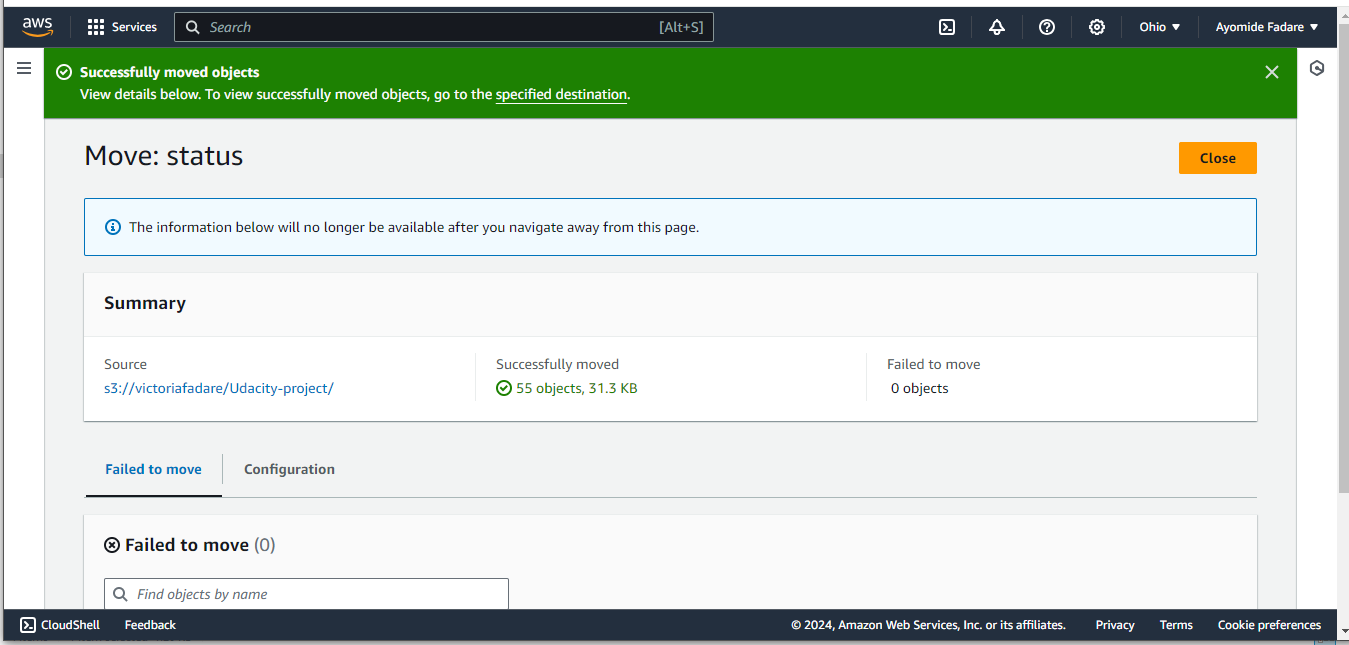 aws Services Search [Alt+S] Ohio Ayomide Fadare
Successfully moved objects
View details below. To view successfully moved objects, go to the specified destination.
Move: status
Close
The information below will no longer be available after you navigate away from this page.
Summary
Source Successfully moved Failed to move
s3://victoriafadare/Udacity-project/ 55 objects, 31.3 KB 0 objects
Failed to move Configuration
Failed to move (0)
Find objects by name
CloudShell Feedback © 2024, Amazon Web Services, Inc. or its affiliates. Privacy Terms Cookie preferences